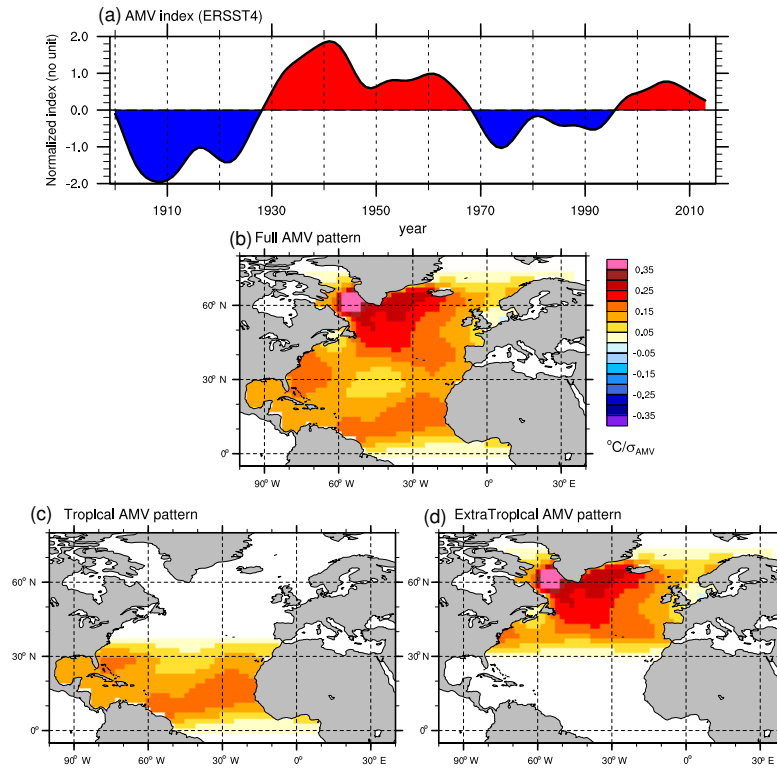 (a) AMV index (ERSST4)
Normalized index (no unit)
2.0
1.0
0.0
-1.0
-2.0
1910 1930 1950 1970 1990 2010
year
(b) Full AMV pattern
60° N
30° N
0°
90° W 60° W 30° W 0° 30° E
0.35
0.25
0.15
0.05
-0.05
-0.15
-0.25
-0.35
°C/σAMV
(c) Tropical AMV pattern
60° N
30° N
0°
90° W 60° W 30° W 0° 30° E
(d) ExtraTropical AMV pattern
60° N
30° N
0°
90° W 60° W 30° W 0° 30° E